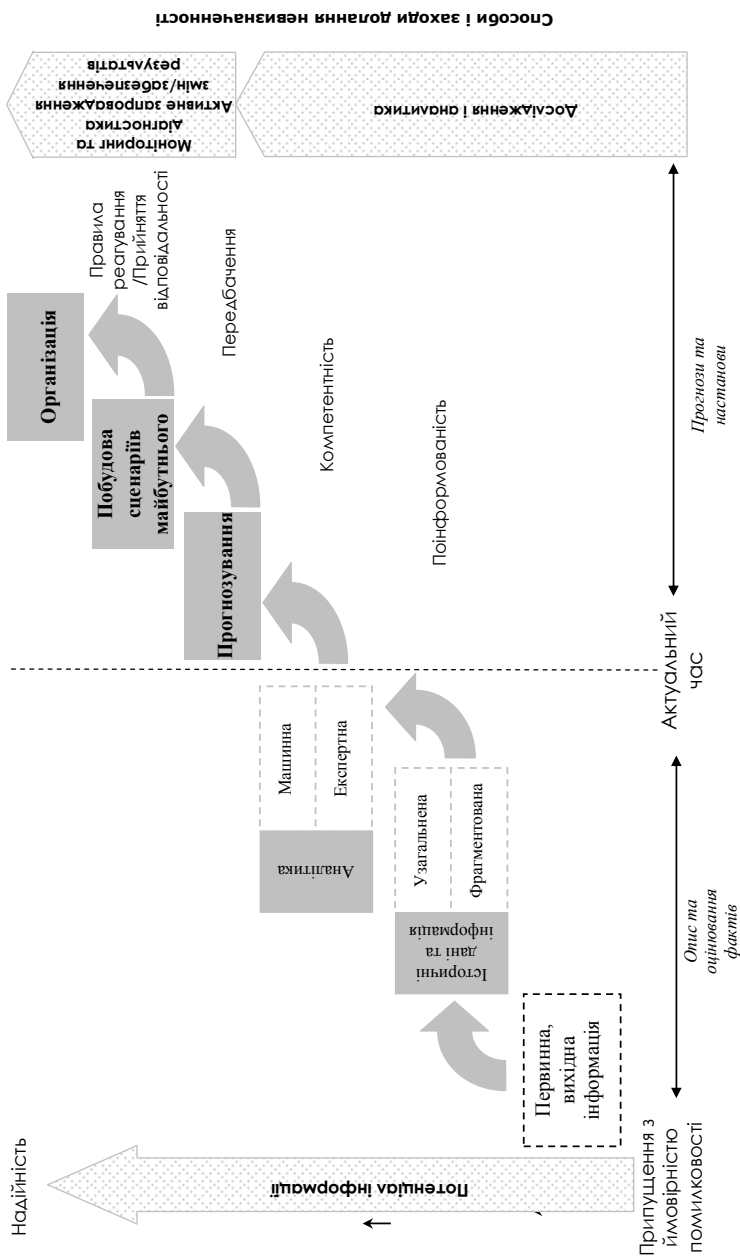 Способи і заходи долання невизначеності
Моніторинг та
діагностика
Активне запровадження
змін/забезпечення
результатів
Дослідження і аналітика
Надійність
Потенціал інформації
Припущення з
ймовірністю
помилковості
Первинна,
вихідна
інформація
Історичні
дані та
інформація
Узагальнена
Фрагментована
Аналітика
Машинна
Експертна
Прогнозування
Побудова
сценаріїв
майбутнього
Організація
Правила
реагування
/Прийняття
відповідальності
Передбачення
Компетентність
Поінформованість
Опис та
оцінювання
фактів
Актуальний
час
Прогнози та
настанови